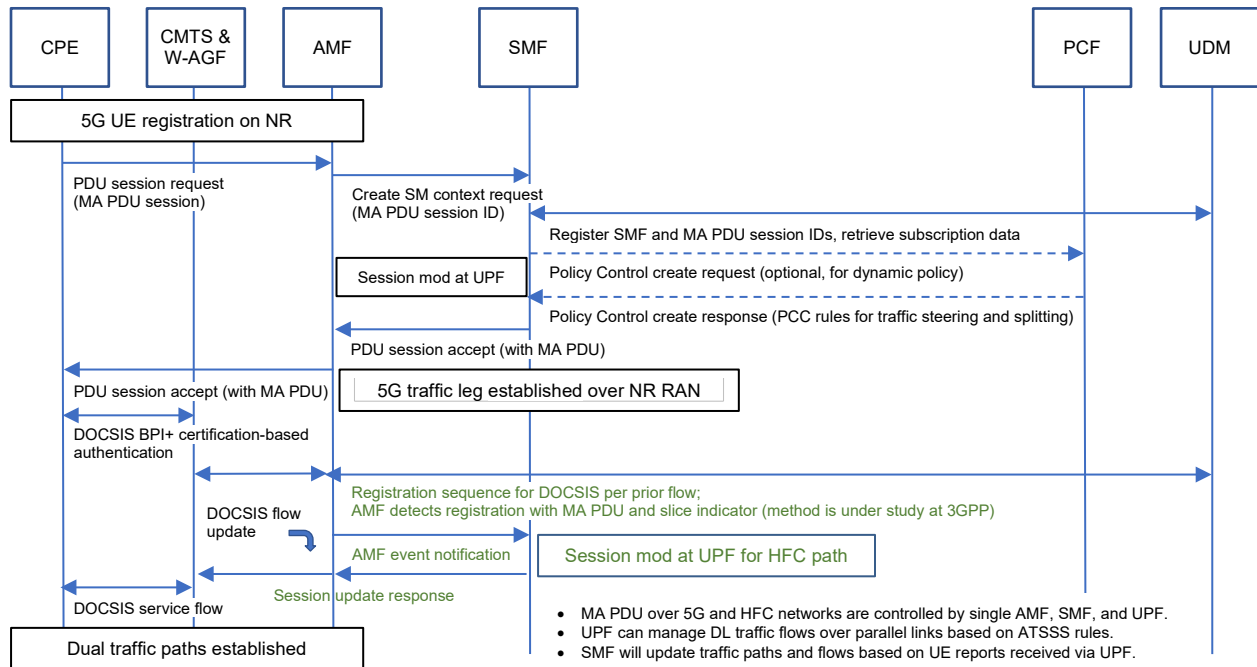 CPE
CMTS &
W-AGF
AMF
SMF
PCF
UDM
5G UE registration on NR
PDU session request
(MA PDU session)
Create SM context request
(MA PDU session ID)
Register SMF and MA PDU session IDs, retrieve subscription data
Session mod at UPF
Policy Control create request (optional, for dynamic policy)
Policy Control create response (PCC rules for traffic steering and splitting)
PDU session accept (with MA PDU)
PDU session accept (with MA PDU)
5G traffic leg established over NR RAN
DOCSIS BPI+ certification-based
authentication
Registration sequence for DOCSIS per prior flow;
AMF detects registration with MA PDU and slice indicator (method is under study at 3GPP)
DOCSIS flow
update
AMF event notification
Session mod at UPF for HFC path
Session update response
DOCSIS service flow
Dual traffic paths established
• MA PDU over 5G and HFC networks are controlled by single AMF, SMF, and UPF.
• UPF can manage DL traffic flows over parallel links based on ATSSS rules.
• SMF will update traffic paths and flows based on UE reports received via UPF.